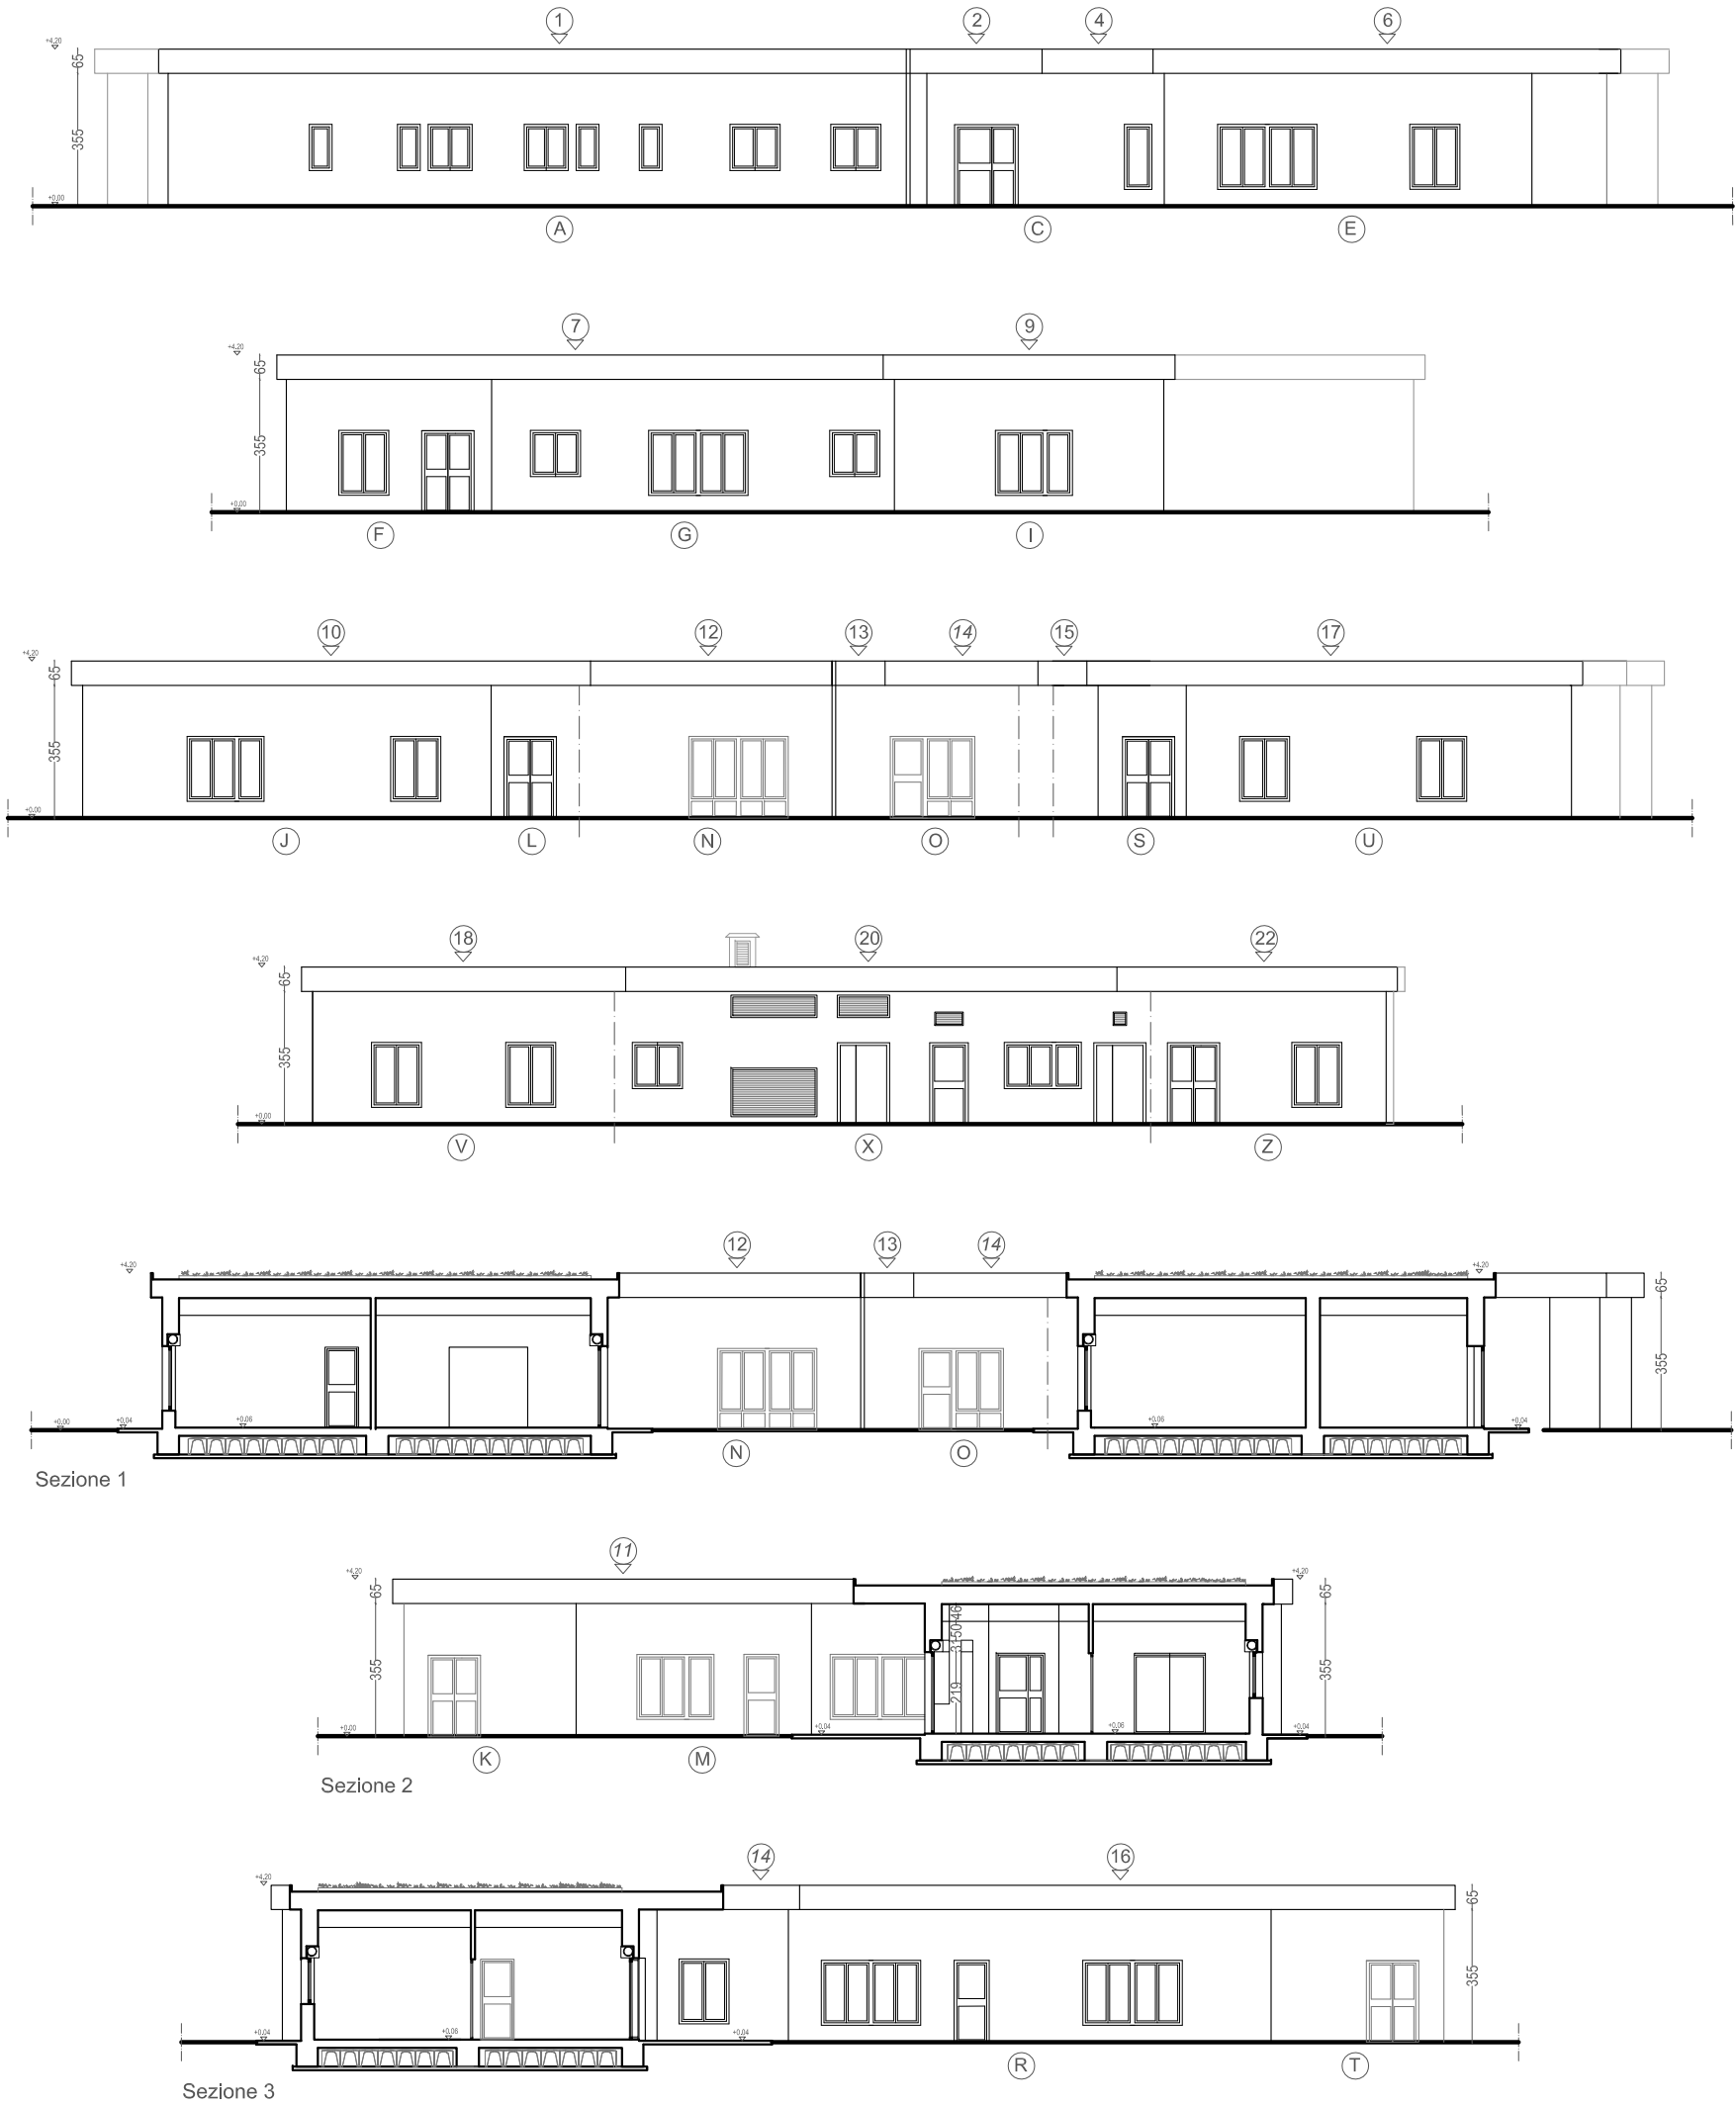 1 2 4 6
+4.20
65
355
+0.00
A C E
7 9
+4.20
65
355
+0.00
F G I
10 12 13 14 15 17
+4.20
65
355
+0.00
J L N O S U
18 20 22
+4.20
65
355
+0.00
V X Z
12 13 14
+4.20 +4.20
65
355
+0.00 +0.04 +0.06 +0.06 +0.04
N O
Sezione 1
11
+4.20 +4.20
65 46 65
50
31
355 219 355
+0.00 +0.04 +0.06 +0.04
K M
Sezione 2
14 16
+4.20
65
355
+0.04 +0.06 +0.04
R T
Sezione 3